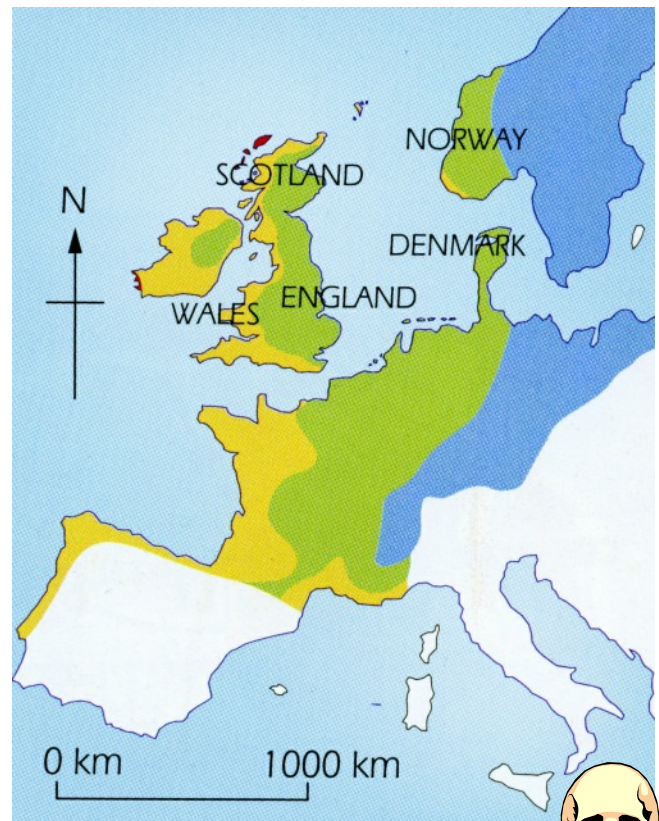 NORWAY
SCOTLAND
N
DENMARK
ENGLAND
WALES
0 km 1000 km